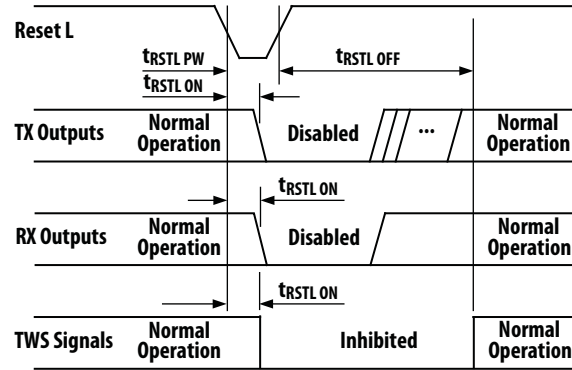 Reset L
tRSTL PW
tRSTL OFF
tRSTL ON
TX Outputs
Normal
Operation
Disabled
...
Normal
Operation
tRSTL ON
RX Outputs
Normal
Operation
Disabled
Normal
Operation
tRSTL ON
TWS Signals
Normal
Operation
Inhibited
Normal
Operation